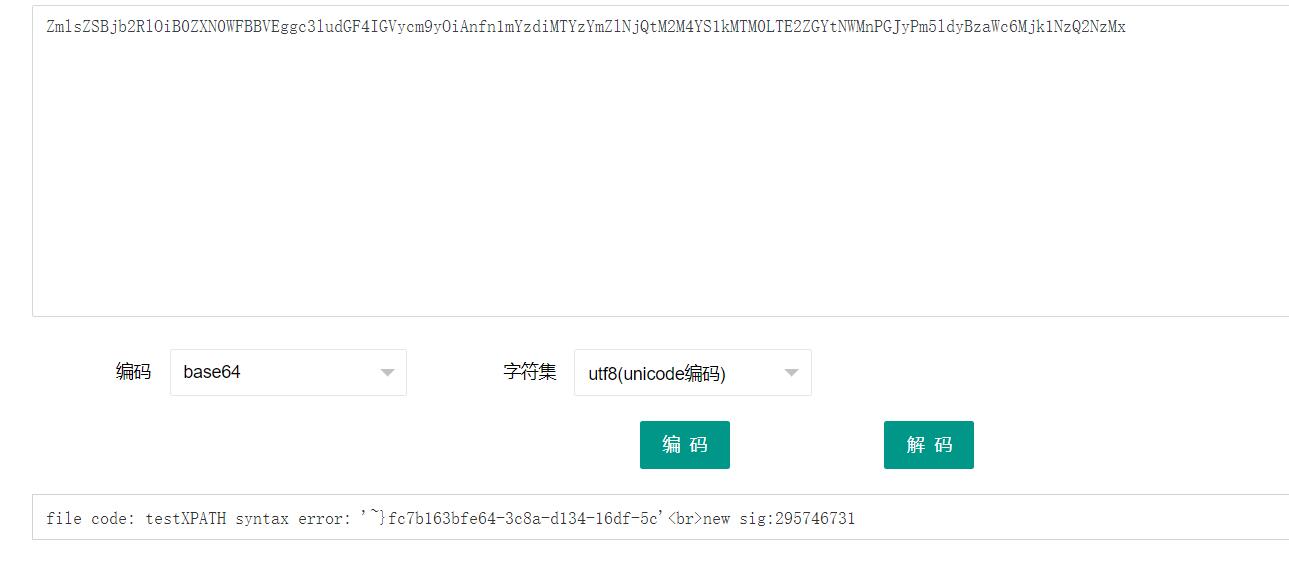 ZmlsZSBjb2RlOiB0ZXN0WFBBVEggc3ludGF4IGVycm9yOiAnfn1mYzdiMTYzYmZlNjQtM2M4YS1kMTM0LTE2ZGYtNWMnPGJyPm5ldyBzaWc6Mjk1NzQ2NzMx
编码 base64 字符集 utf8(unicode编码)
编 码 解 码
file code: testXPATH syntax error: '~}fc7b163bfe64-3c8a-d134-16df-5c'<br>new sig:295746731